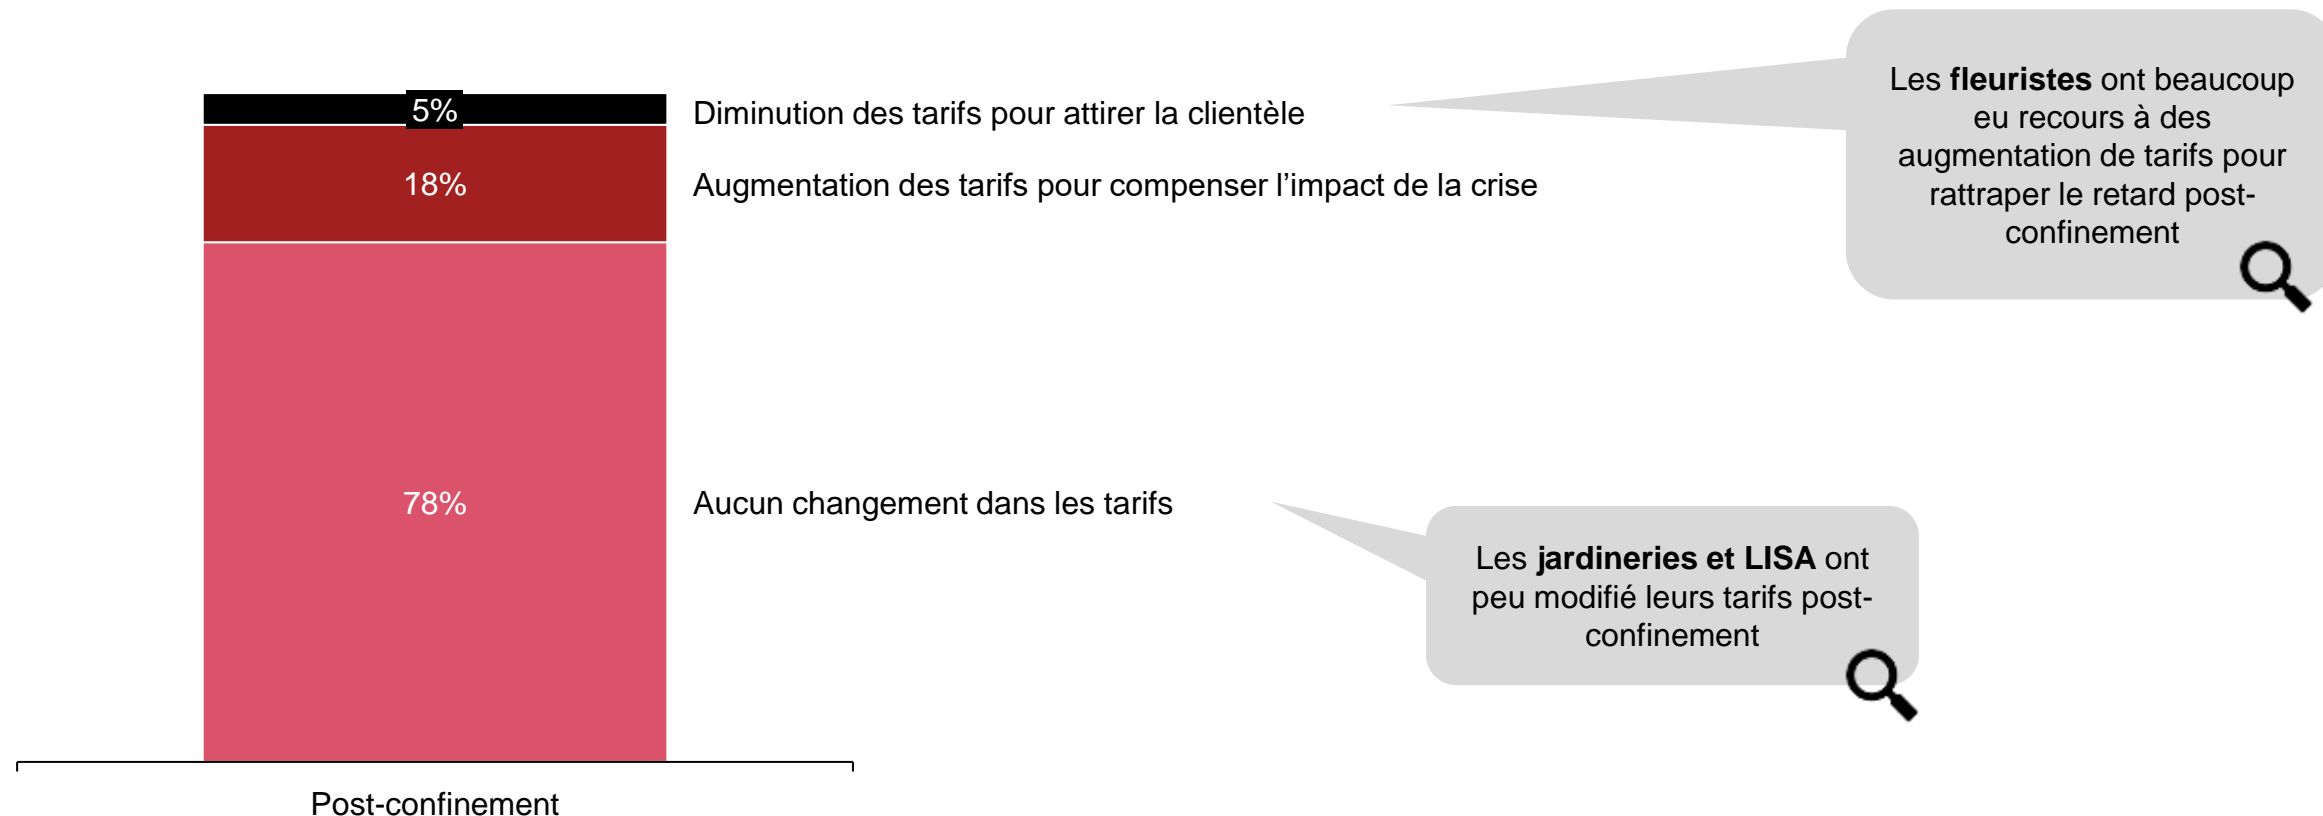 5%
Diminution des tarifs pour attirer la clientèle
18%
Augmentation des tarifs pour compenser l’impact de la crise
Les fleuristes ont beaucoup
eu recours à des
augmentation de tarifs pour
rattraper le retard post-
confinement
78%
Aucun changement dans les tarifs
Les jardineries et LISA ont
peu modifié leurs tarifs post-
confinement
Post-confinement